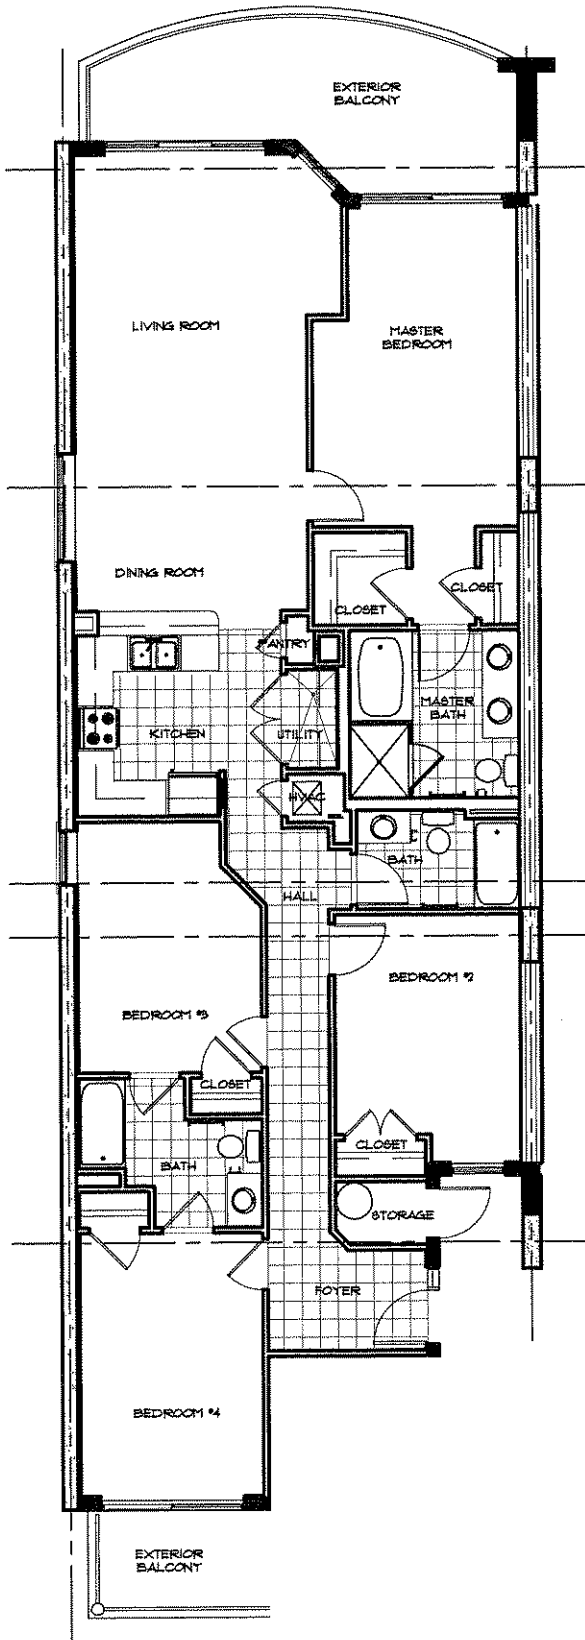 EXTERIOR
BALCONY
LIVING ROOM
MASTER
BEDROOM
DINING ROOM
CLOSET
CLOSET
PANTRY
KITCHEN
UTILITY
MASTER
BATH
HVAC
BATH
HALL
BEDROOM #2
BEDROOM #3
CLOSET
CLOSET
BATH
STORAGE
FOYER
BEDROOM #4
EXTERIOR
BALCONY